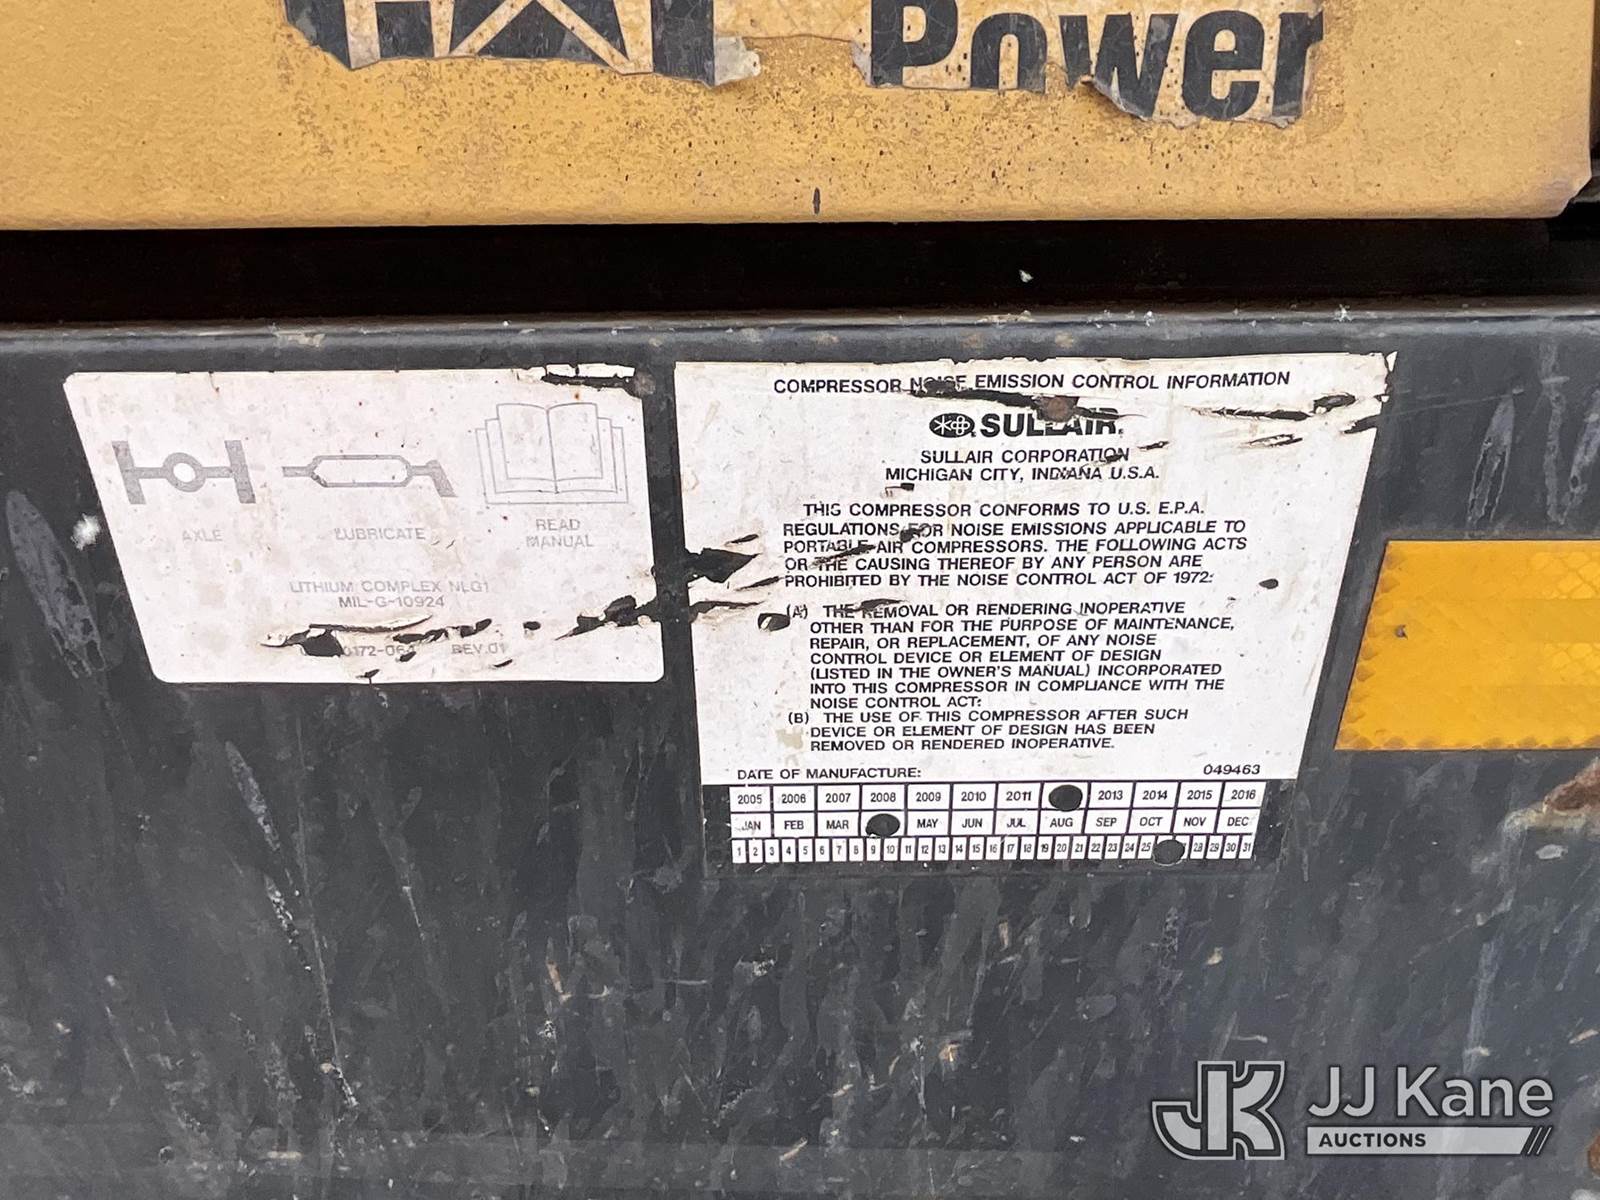 Power
AXLE
LUBRICATE
READ
MANUAL
LITHIUM COMPLEX NLG1
MIL-G-10924
REV 01
COMPRESSOR NOISE EMISSION CONTROL INFORMATION
SULLAIR
SULLAIR CORPORATION
MICHIGAN CITY, INDIANA U.S.A.
THIS COMPRESSOR CONFORMS TO U.S. E.P.A.
REGULATIONS FOR NOISE EMISSIONS APPLICABLE TO
PORTABLE AIR COMPRESSORS. THE FOLLOWING ACTS
OR THE CAUSING THEREOF BY ANY PERSON ARE
PROHIBITED BY THE NOISE CONTROL ACT OF 1972:
(A) THE REMOVAL OR RENDERING INOPERATIVE
OTHER THAN FOR THE PURPOSE OF MAINTENANCE,
REPAIR, OR REPLACEMENT, OF ANY NOISE
CONTROL DEVICE OR ELEMENT OF DESIGN
(LISTED IN THE OWNER'S MANUAL) INCORPORATED
INTO THIS COMPRESSOR IN COMPLIANCE WITH THE
NOISE CONTROL ACT:
(B) THE USE OF THIS COMPRESSOR AFTER SUCH
DEVICE OR ELEMENT OF DESIGN HAS BEEN
REMOVED OR RENDERED INOPERATIVE.
DATE OF MANUFACTURE: 049463
2005 2006 2007 2008 2009 2010 2011 2013 2014 2015 2016
JAN FEB MAR MAY JUN JUL AUG SEP OCT NOV DEC
1 2 3 4 5 6 7 8 9 10 11 12 13 14 15 16 17 18 19 20 21 22 23 24 25 28 29 30 31
JK JJ Kane
AUCTIONS